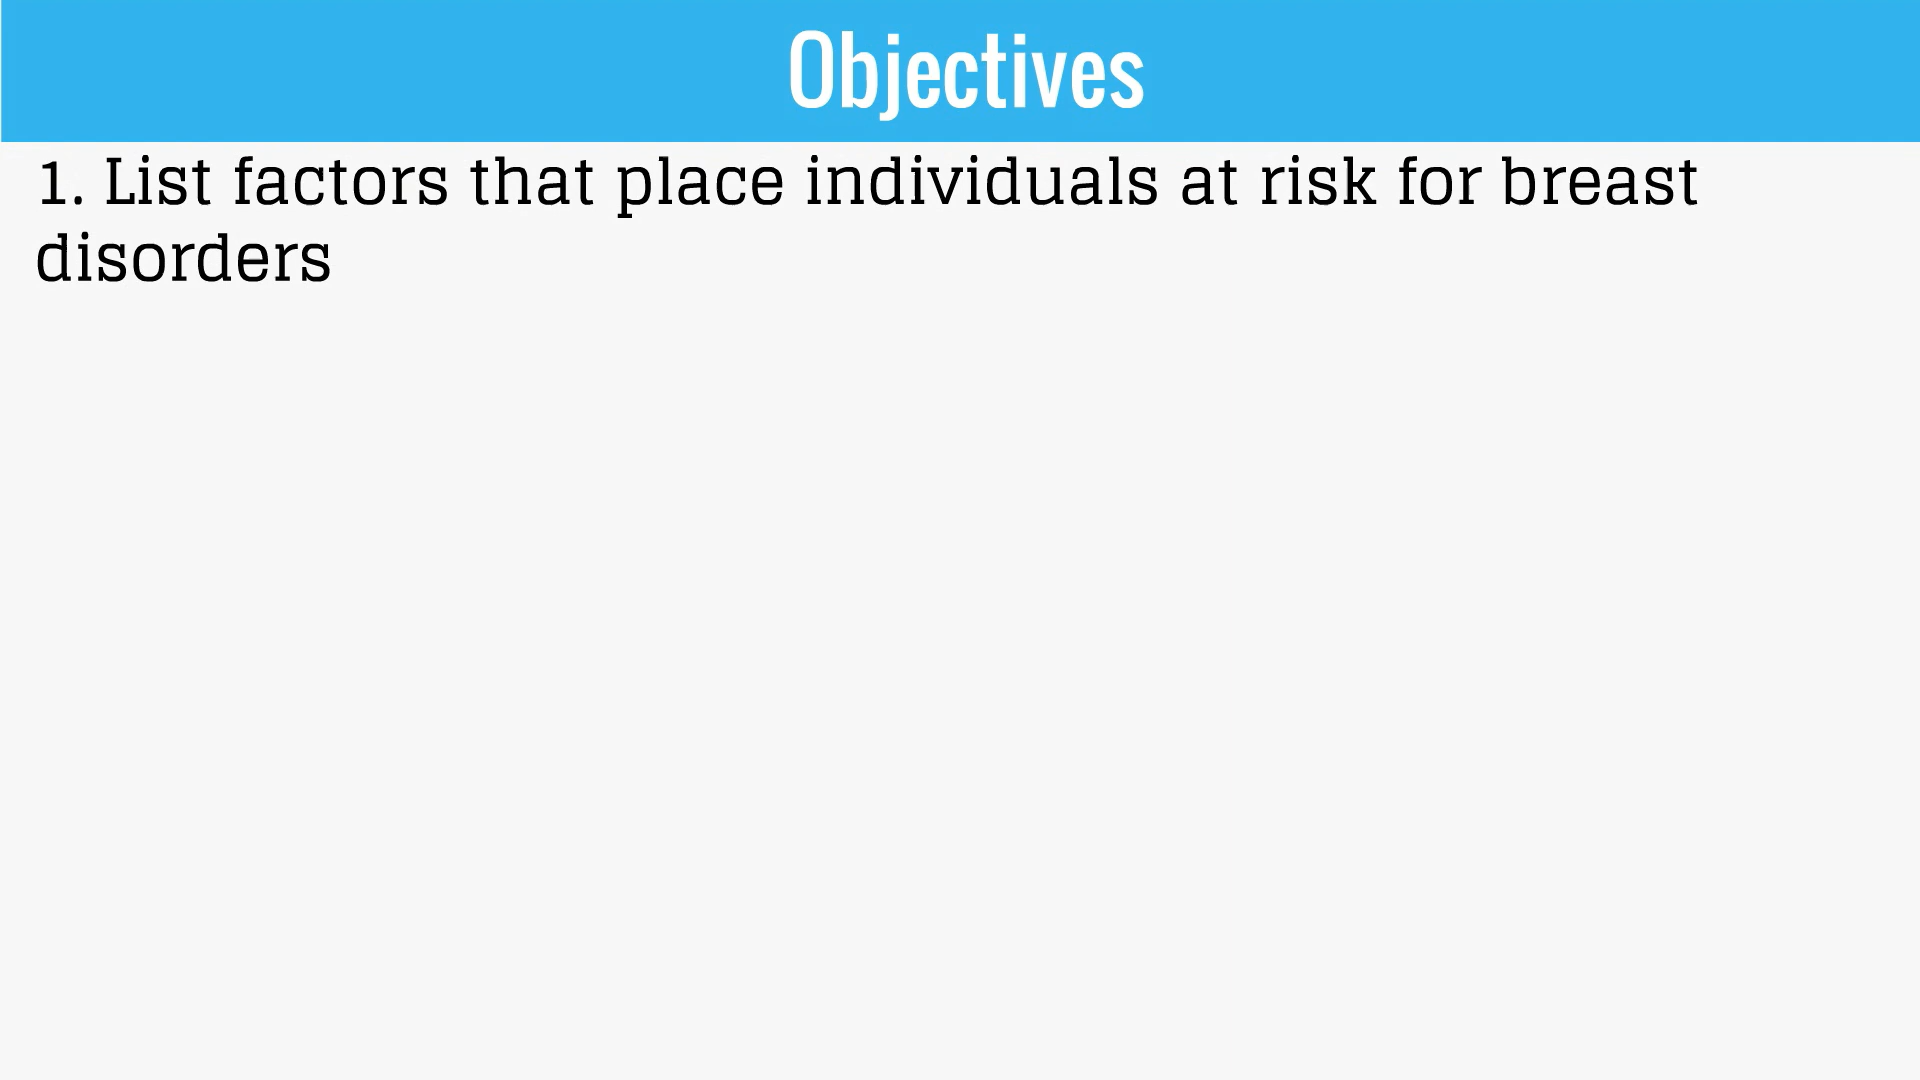 Objectives
1. List factors that place individuals at risk for breast
disorders